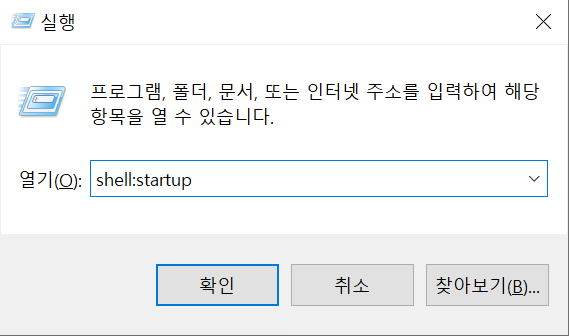 실행
프로그램, 폴더, 문서, 또는 인터넷 주소를 입력하여 해당
항목을 열 수 있습니다.
열기(O): shell:startup
확인 취소 찾아보기(B)...